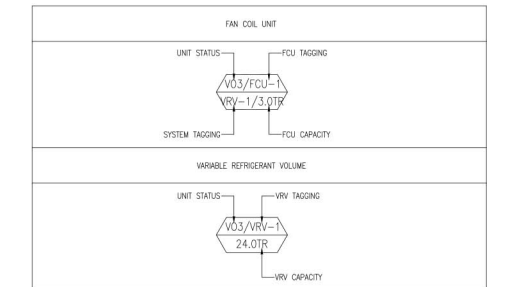 FAN COIL UNIT
UNIT STATUS
FCU TAGGING
V03/FCU-1
VRV-1/3.0TR
SYSTEM TAGGING
FCU CAPACITY
VARIABLE REFRIGERANT VOLUME
UNIT STATUS
VRV TAGGING
V03/VRV-1
24.0TR
VRV CAPACITY